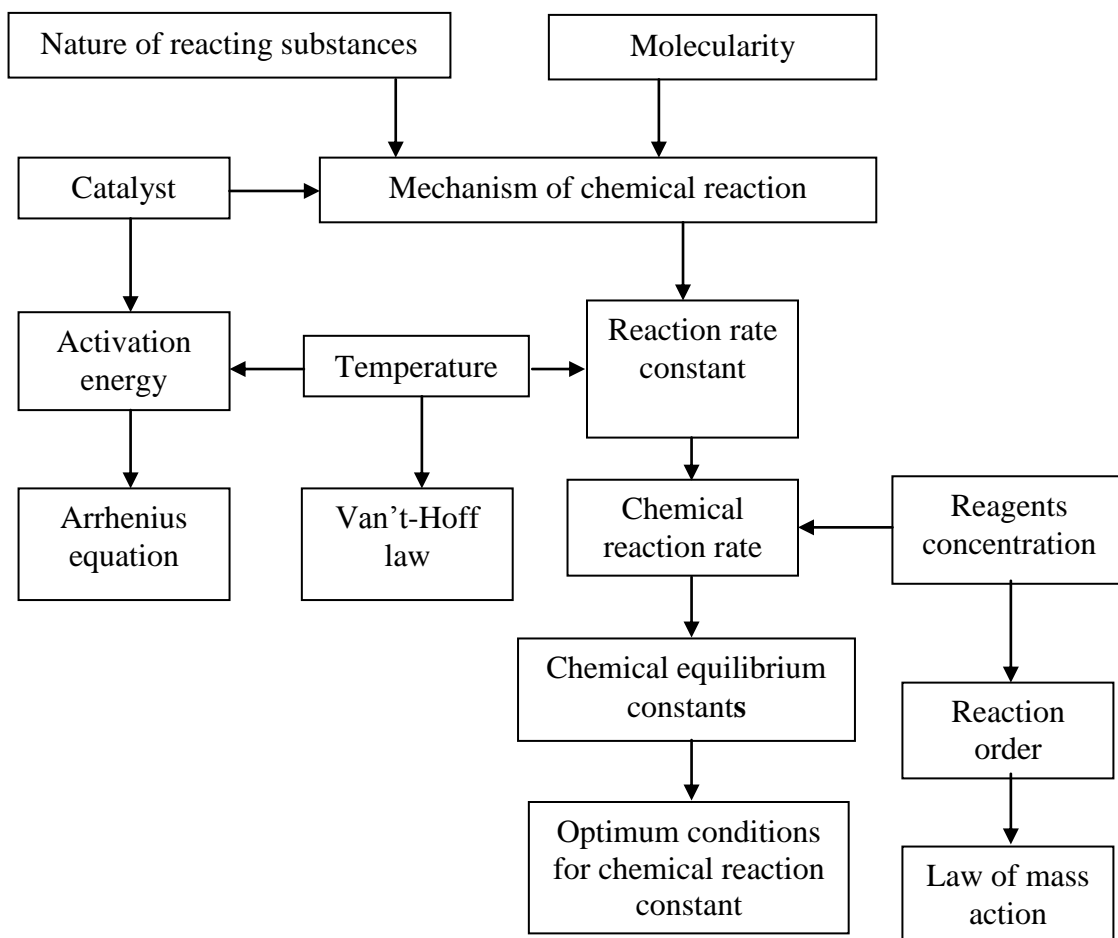 Nature of reacting substances
Molecularity
Catalyst
Mechanism of chemical reaction
Activation
energy
Temperature
Reaction rate
constant
Arrhenius
equation
Van't-Hoff
law
Chemical
reaction rate
Reagents
concentration
Chemical equilibrium
constants
Reaction
order
Optimum conditions
for chemical reaction
constant
Law of mass
action